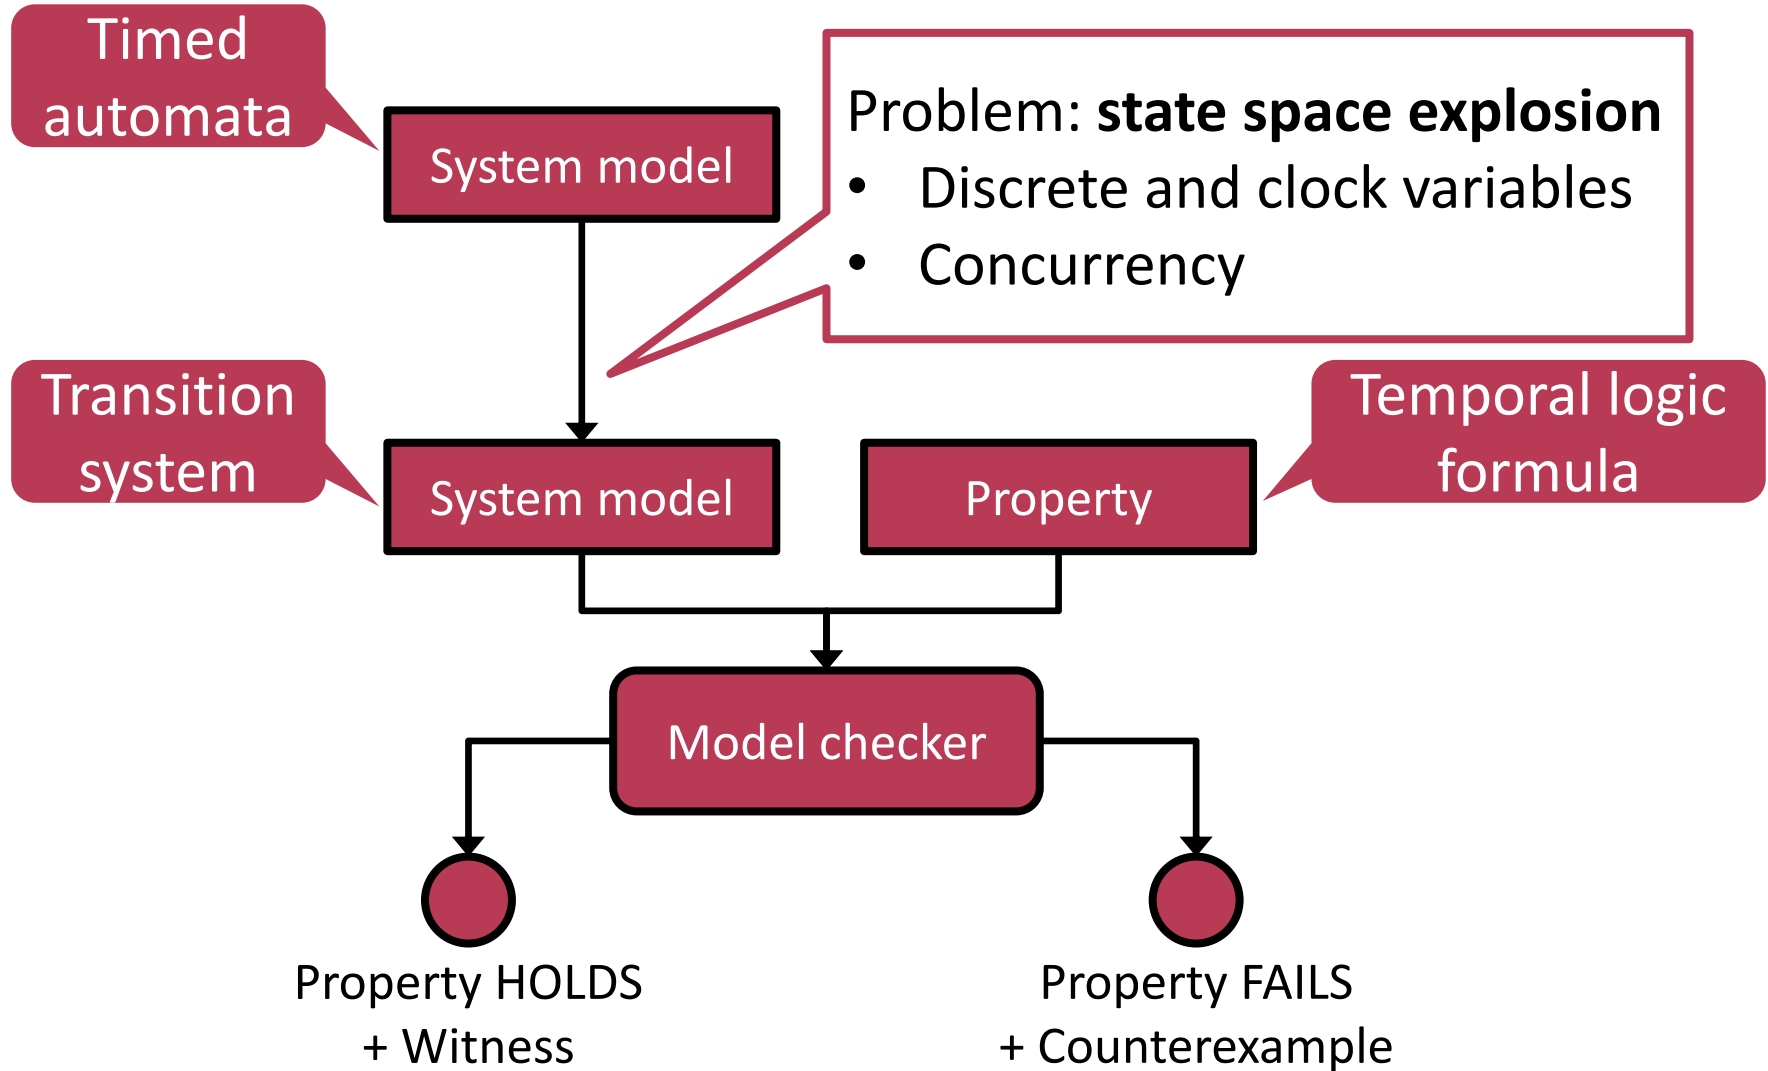 Timed
automata
System model
Problem: state space explosion
• Discrete and clock variables
• Concurrency
Transition
system
System model
Property
Temporal logic
formula
Model checker
Property HOLDS
+ Witness
Property FAILS
+ Counterexample